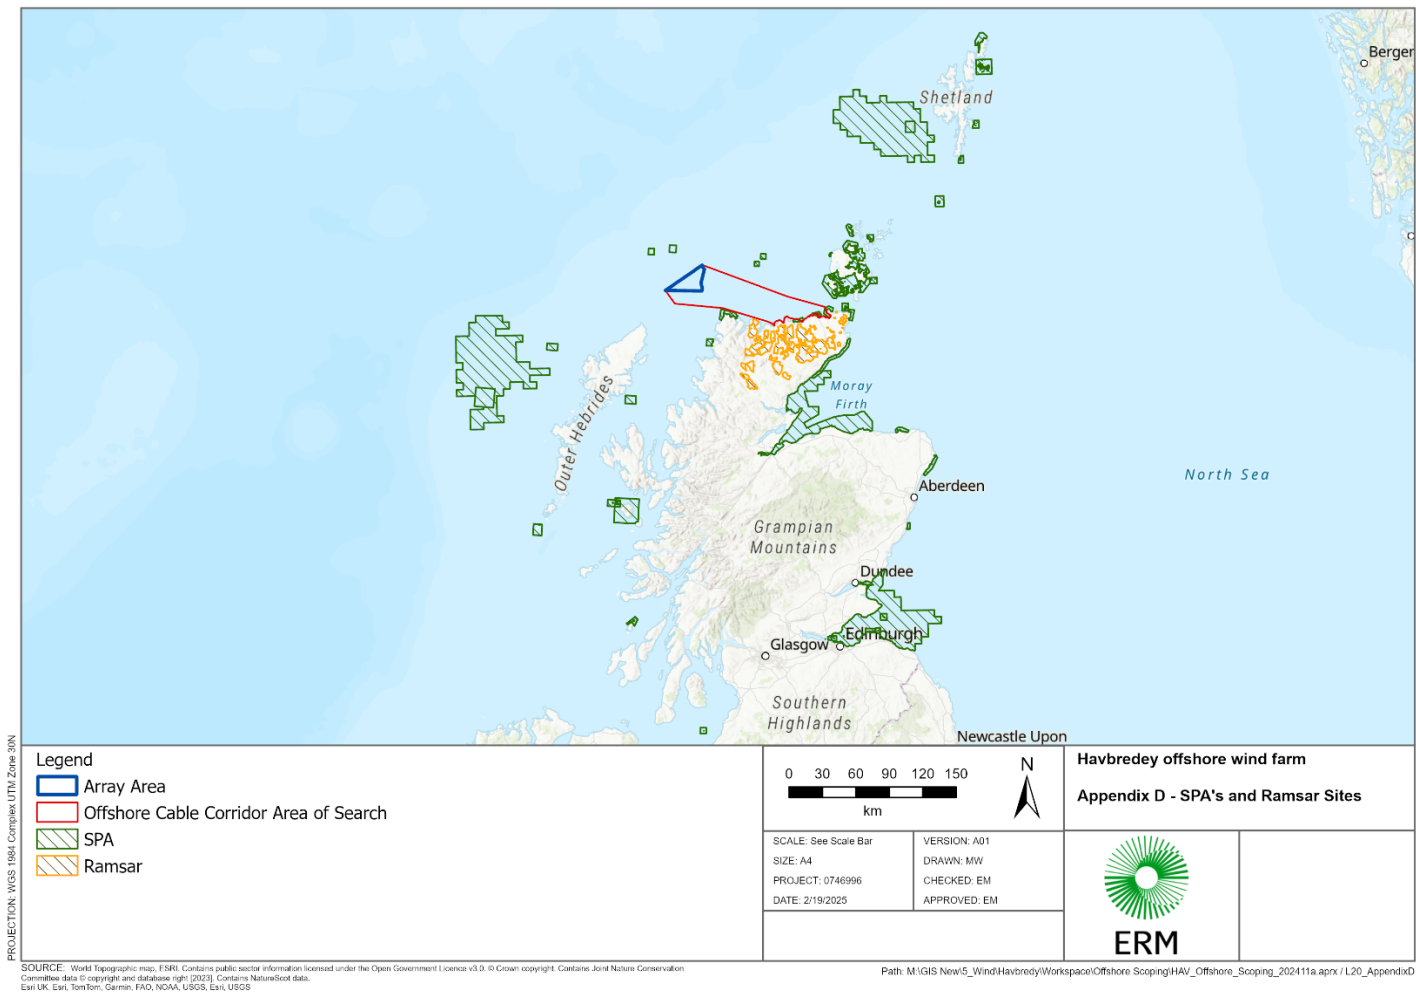 Berger
Shetland
Moray
Firth
Outer Hebrides
North Sea
Aberdeen
Grampian
Mountains
Dundee
Edinburgh
Glasgow
Southern
Highlands
Newcastle Upon
PROJECTION: WGS 1984 Complex UTM Zone 30N
Legend
Array Area
Offshore Cable Corridor Area of Search
SPA
Ramsar
0 30 60 90 120 150
km
N
Havbredey offshore wind farm
Appendix D - SPA's and Ramsar Sites
SCALE: See Scale Bar
SIZE: A4
PROJECT: 0746996
DATE: 2/19/2025
VERSION: A01
DRAWN: MW
CHECKED: EM
APPROVED: EM
ERM
SOURCE: World Topographic map, ESRI. Contains public sector information licensed under the Open Government Licence v3.0. © Crown copyright, Contains Joint Nature Conservation
Committee data © copyright and database right [2023]. Contains NatureScot data.
Esri UK, Esri, TomTom, Garmin, FAO, NOAA, USGS, Esri, USGS
Path: M:\GIS New\5_Wind\Havbredy\Workspace\Offshore Scoping\HAV_Offshore_Scoping_202411a.aprx / L20_AppendixD